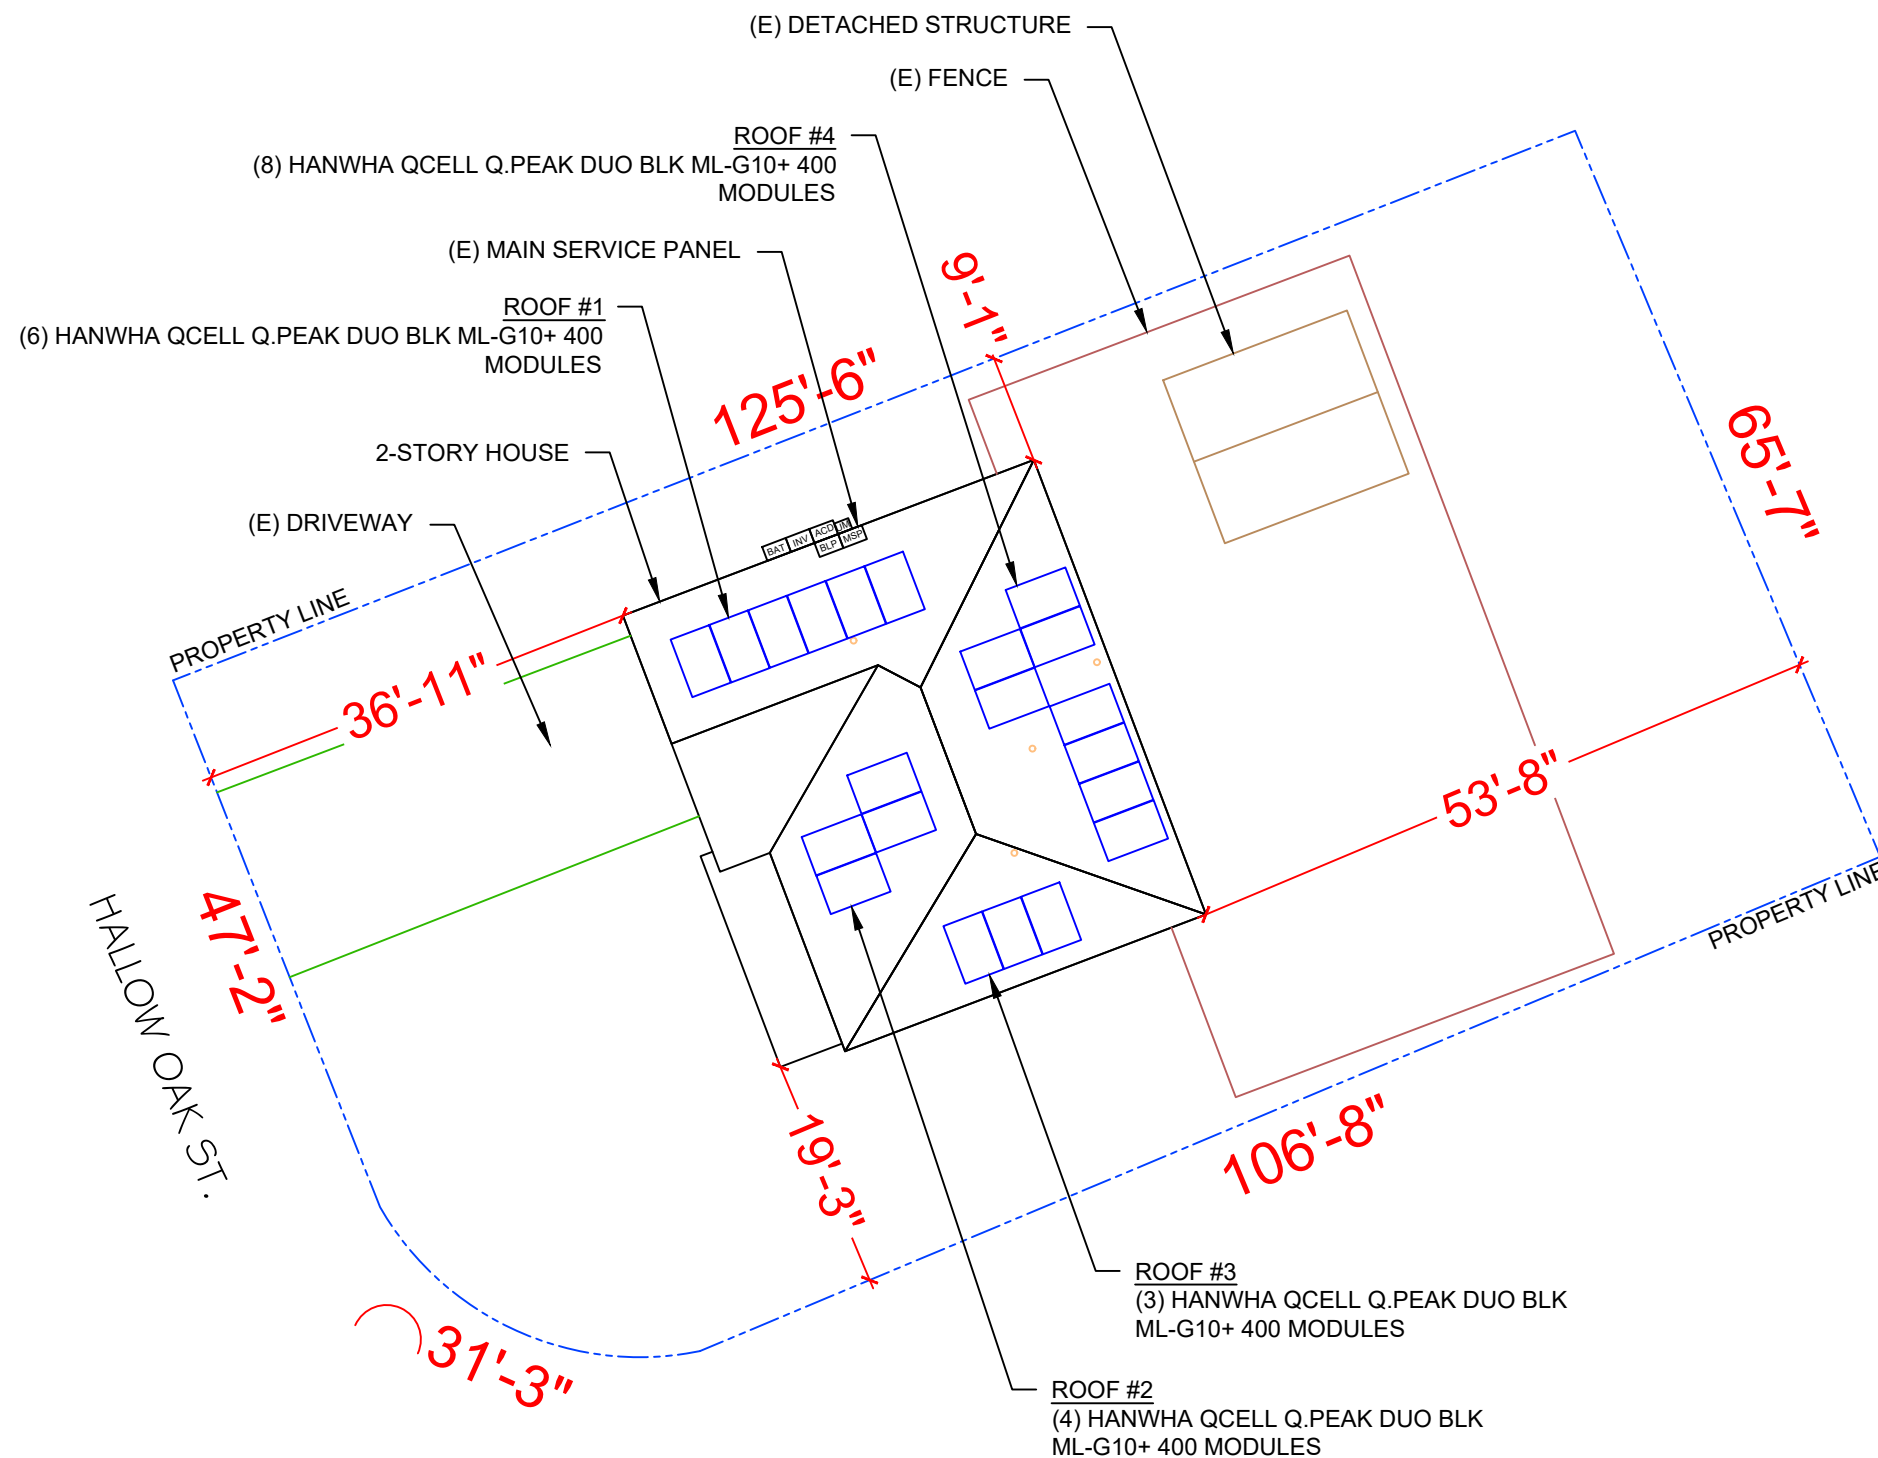 (E) DETACHED STRUCTURE
(E) FENCE
ROOF #4
(8) HANWHA QCELL Q.PEAK DUO BLK ML-G10+ 400
MODULES
(E) MAIN SERVICE PANEL
ROOF #1
(6) HANWHA QCELL Q.PEAK DUO BLK ML-G10+ 400
MODULES
9'-1"
125'-6"
65'-7"
2-STORY HOUSE
(E) DRIVEWAY
BAT INV ACD UM
BLP MSP
PROPERTY LINE
36'-11"
53'-8"
47'-2"
HALLOW OAK ST.
PROPERTY LINE
19'-3"
106'-8"
31'-3"
ROOF #3
(3) HANWHA QCELL Q.PEAK DUO BLK
ML-G10+ 400 MODULES
ROOF #2
(4) HANWHA QCELL Q.PEAK DUO BLK
ML-G10+ 400 MODULES